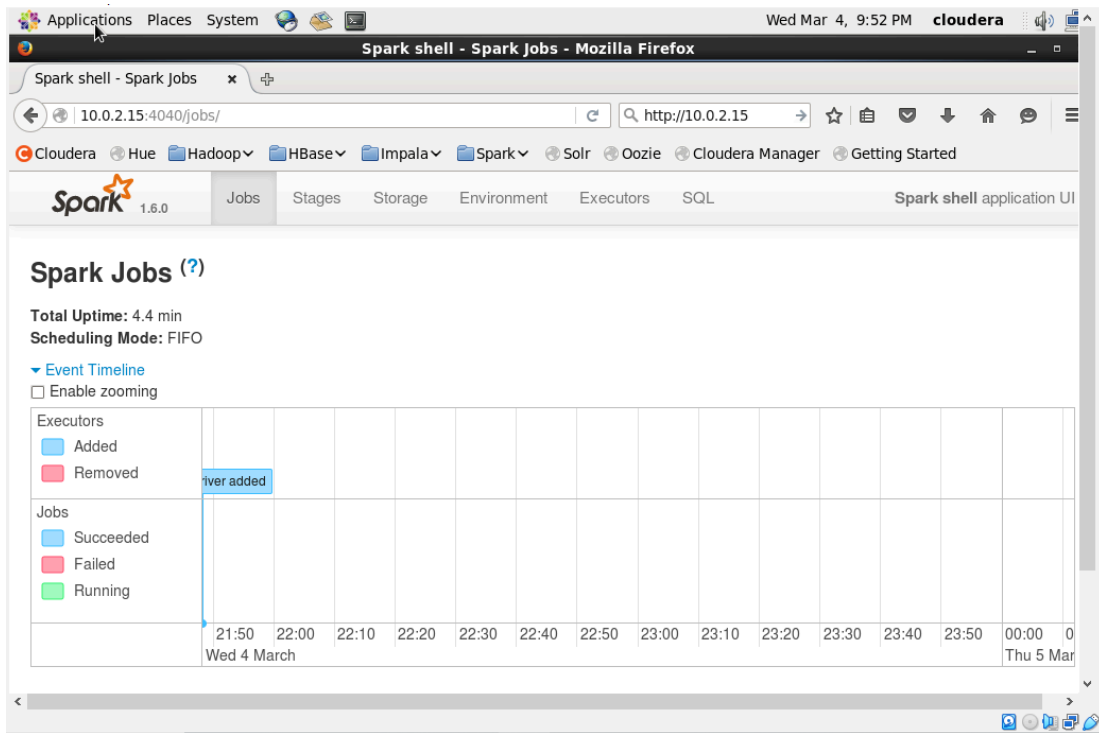 Applications Places System Wed Mar 4, 9:52 PM cloudera
Spark shell - Spark Jobs - Mozilla Firefox
Spark shell - Spark Jobs
10.0.2.15:4040/jobs/ http://10.0.2.15
Cloudera Hue Hadoop HBase Impala Spark Solr Oozie Cloudera Manager Getting Started
Spark 1.6.0 Jobs Stages Storage Environment Executors SQL Spark shell application UI
Spark Jobs (?)
Total Uptime: 4.4 min
Scheduling Mode: FIFO
Event Timeline
Enable zooming
Executors
Added
Removed
river added
Jobs
Succeeded
Failed
Running
21:50 22:00 22:10 22:20 22:30 22:40 22:50 23:00 23:10 23:20 23:30 23:40 23:50 00:00 0
Wed 4 March Thu 5 Mar